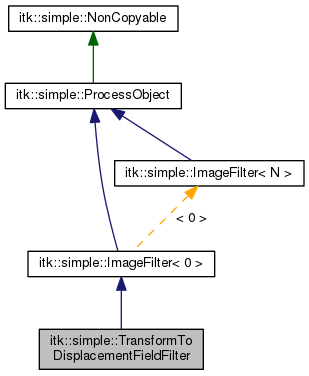 itk::simple::NonCopyable
itk::simple::ProcessObject
itk::simple::ImageFilter< N >
< 0 >
itk::simple::ImageFilter< 0 >
itk::simple::TransformTo
DisplacementFieldFilter